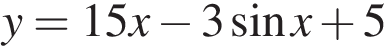 y = 15x − 3 sin x + 5